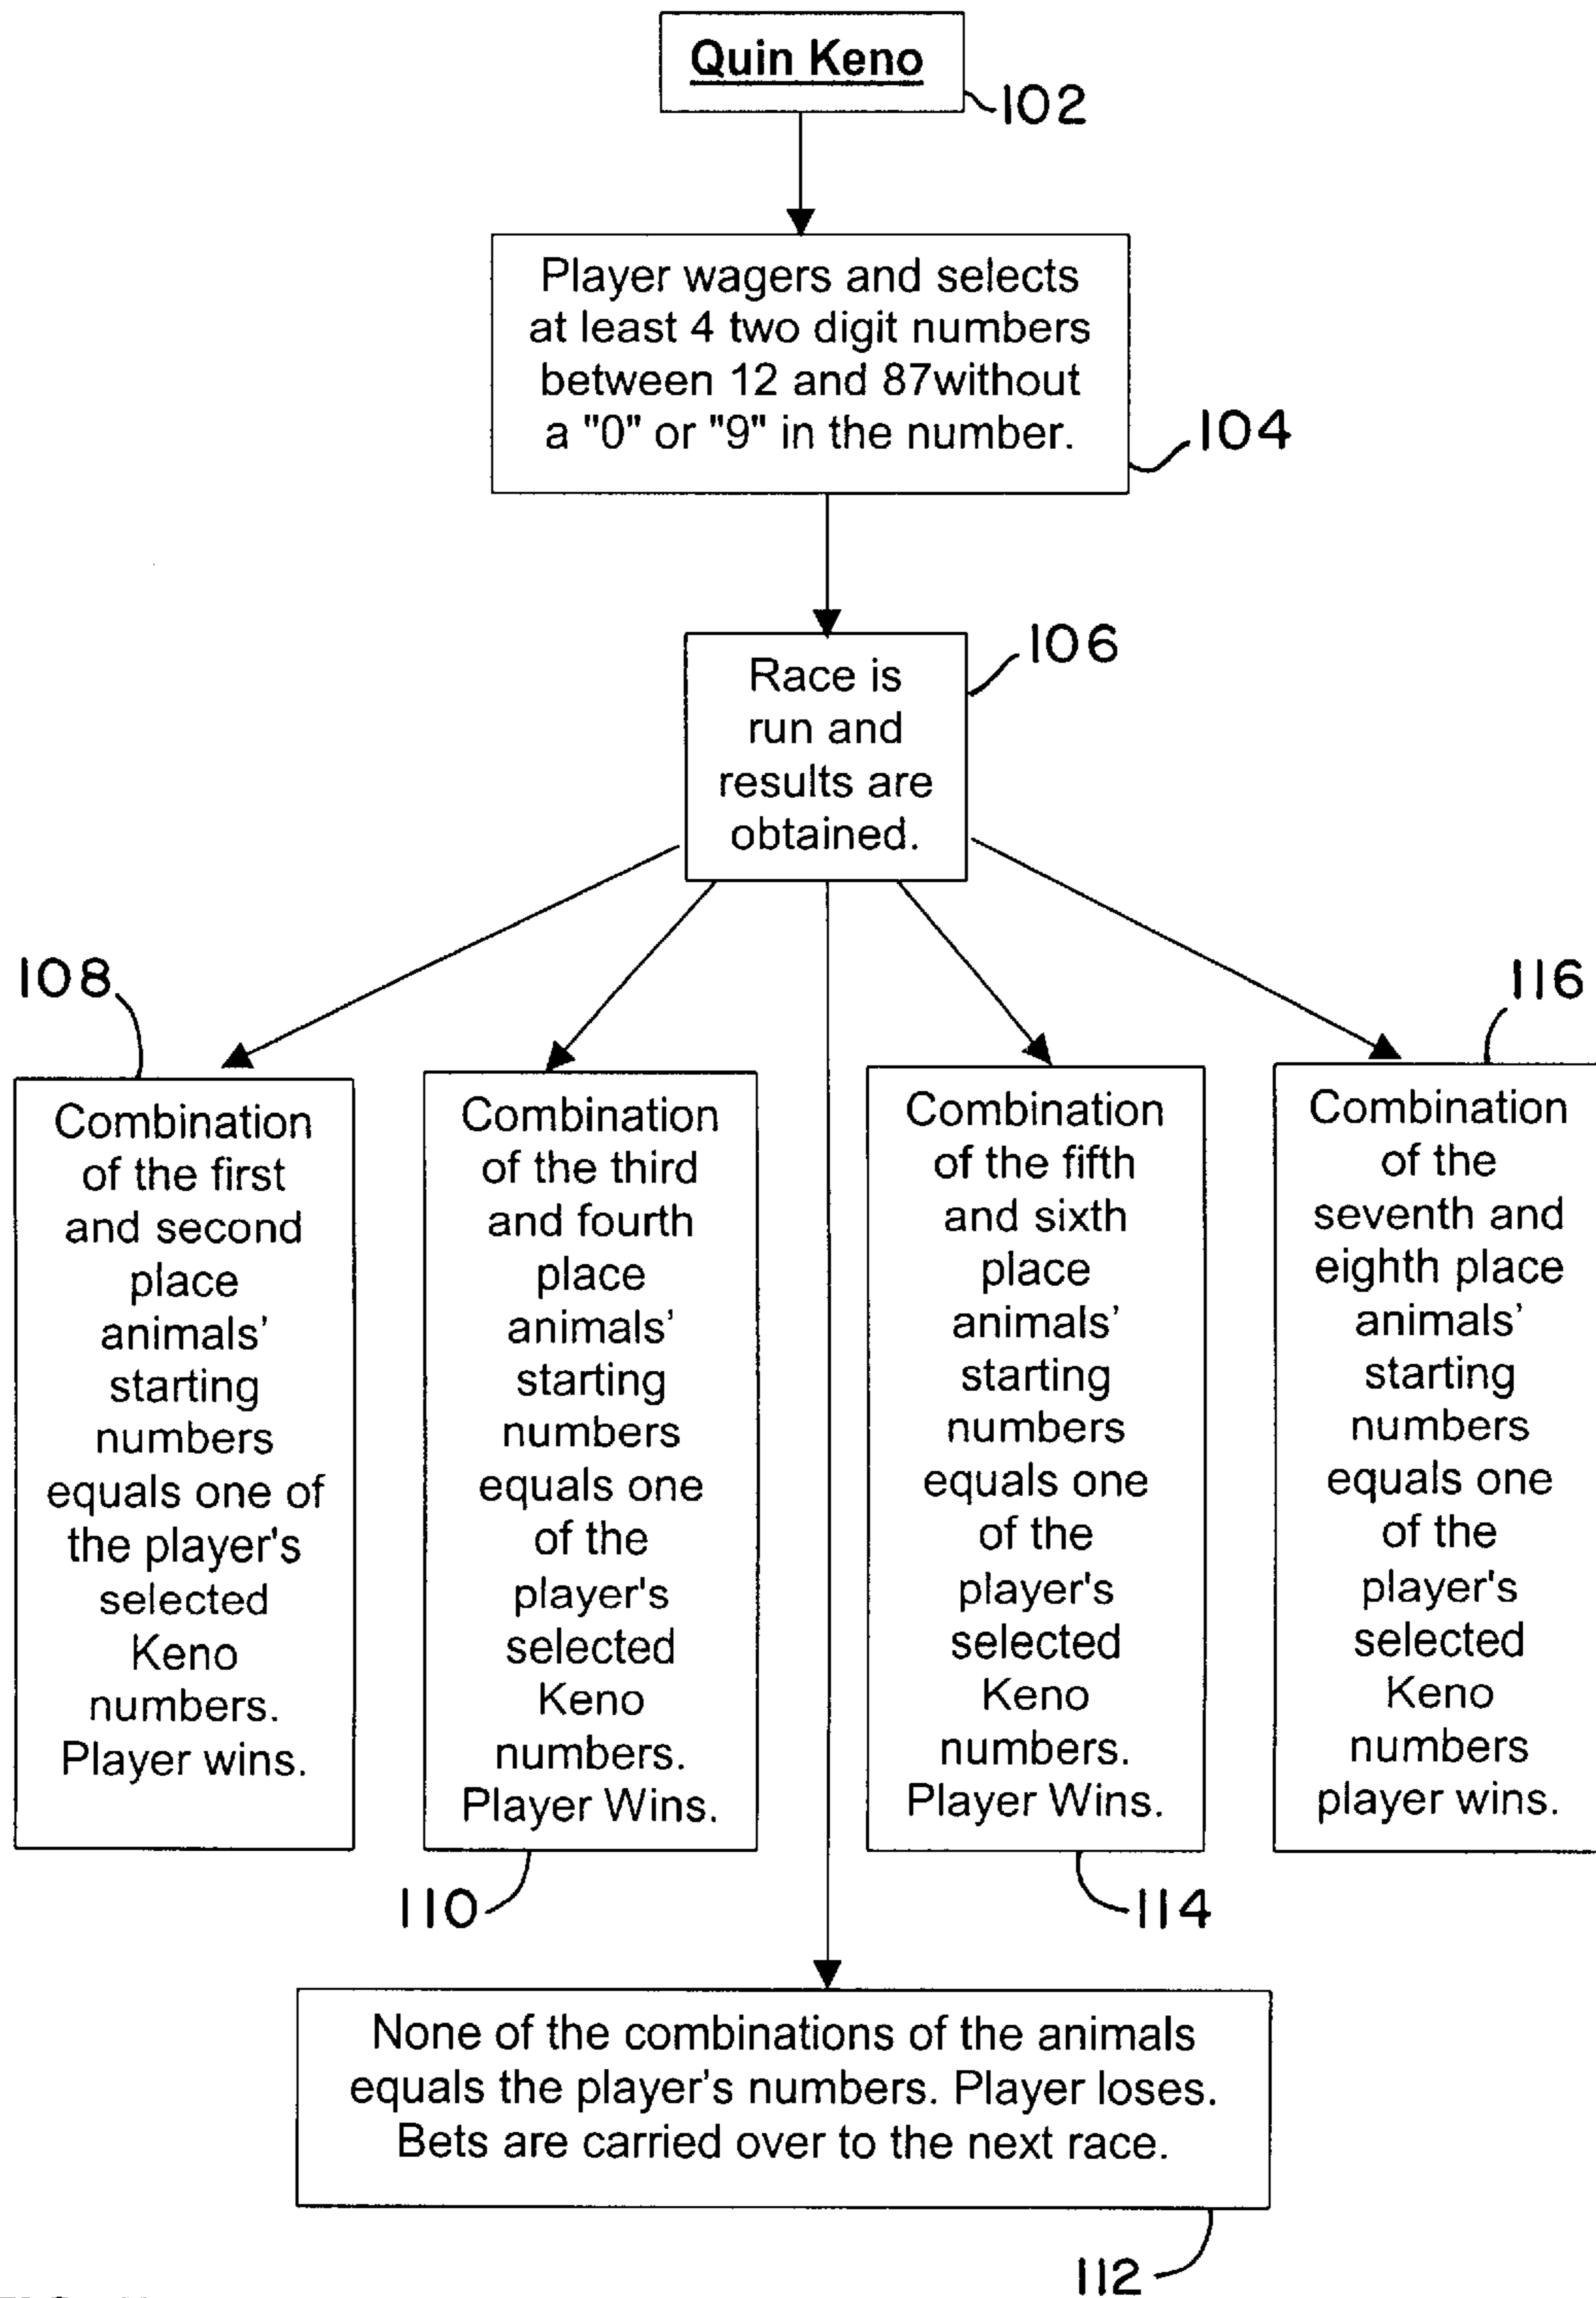 Quin Keno
102
Player wagers and selects
at least 4 two digit numbers
between 12 and 87without
a "0" or "9" in the number.
104
106
Race is
run and
results are
obtained.
108
Combination
of the first
and second
place
animals'
starting
numbers
equals one of
the player's
selected
Keno
numbers.
Player wins.
Combination
of the third
and fourth
place
animals'
starting
numbers
equals one
of the
player's
selected
Keno
numbers.
Player Wins.
110
Combination
of the fifth
and sixth
place
animals'
starting
numbers
equals one
of the
player's
selected
Keno
numbers.
Player Wins.
114
116
Combination
of the
seventh and
eighth place
animals'
starting
numbers
equals one
of the
player's
selected
Keno
numbers
player wins.
None of the combinations of the animals
equals the player's numbers. Player loses.
Bets are carried over to the next race.
112